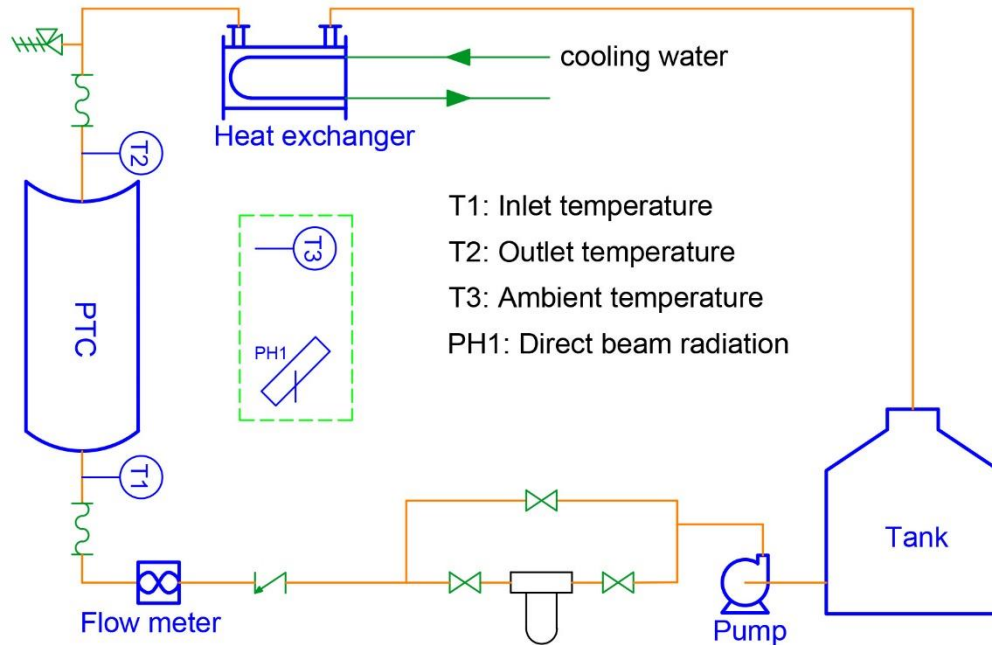 cooling water
Heat exchanger
T2
T1: Inlet temperature
T2: Outlet temperature
T3: Ambient temperature
PH1: Direct beam radiation
T3
PTC
PH1
T1
Tank
Flow meter
Pump